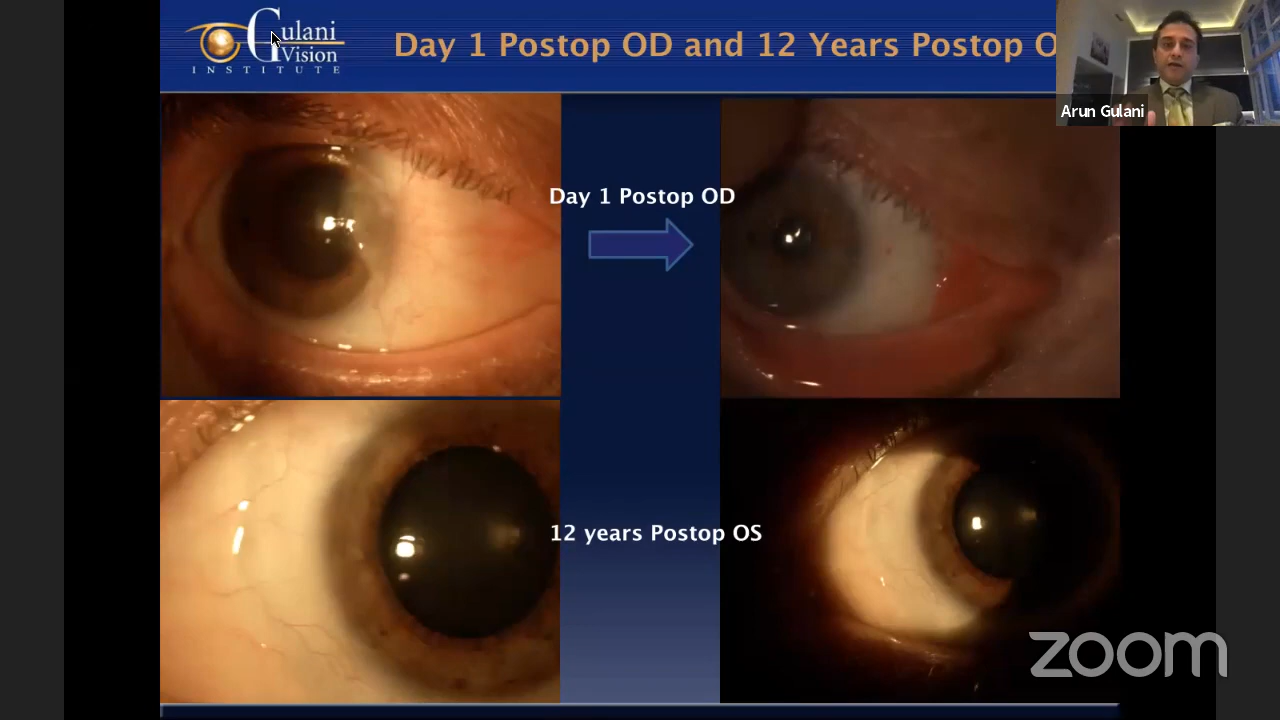 Gulani
Vision
INSTITUTE
Day 1 Postop OD and 12 Years Postop O
Arun Gulani
Day 1 Postop OD
12 years Postop OS
zoom